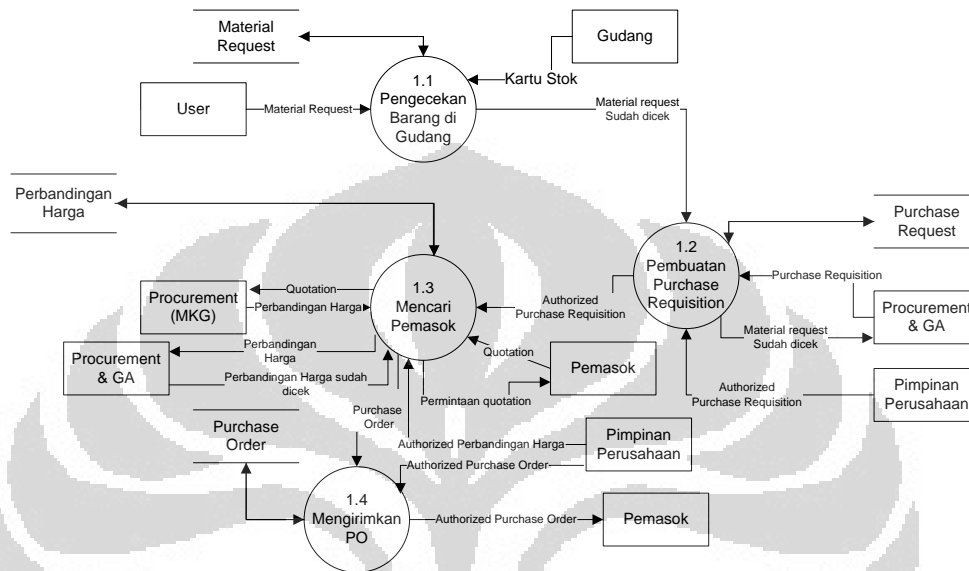 Material
Request
Gudang
Kartu Stok
1.1
Pengecekan
Barang di
Gudang
User
Material Request
Material request
Sudah dicek
Perbandingan
Harga
Purchase
Request
1.2
Pembuatan
Purchase
Requisition
Purchase Requisition
Procurement
& GA
Material request
Sudah dicek
Authorized
Purchase Requisition
Pimpinan
Perusahaan
1.3
Mencari
Pemasok
Authorized
Purchase Requisition
Quotation
Procurement
(MKG)
Perbandingan Harga
Perbandingan
Harga
Procurement
& GA
Perbandingan Harga sudah
dicek
Quotation
Pemasok
Permintaan quotation
Purchase
Order
Purchase
Order
Authorized Perbandingan Harga
Pimpinan
Perusahaan
Authorized Purchase Order
1.4
Mengirimkan
PO
Authorized Purchase Order
Pemasok